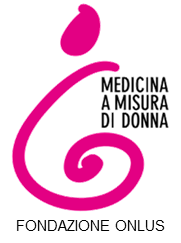 MEDICINA
A MISURA
DI DONNA
FONDAZIONE ONLUS